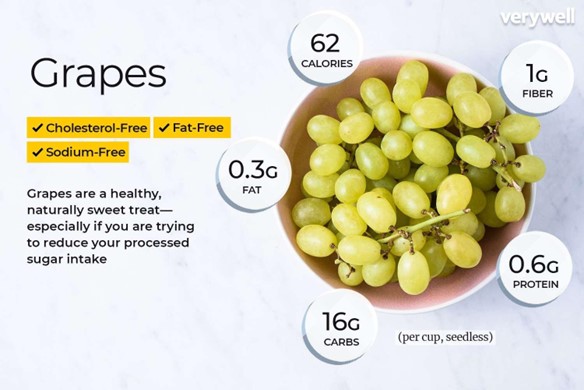 verywell
Grapes
✓ Cholesterol-Free ✓ Fat-Free
✓ Sodium-Free
Grapes are a healthy,
naturally sweet treat—
especially if you are trying
to reduce your processed
sugar intake
62
CALORIES
1G
FIBER
0.3G
FAT
0.6G
PROTEIN
16G
CARBS
(per cup, seedless)